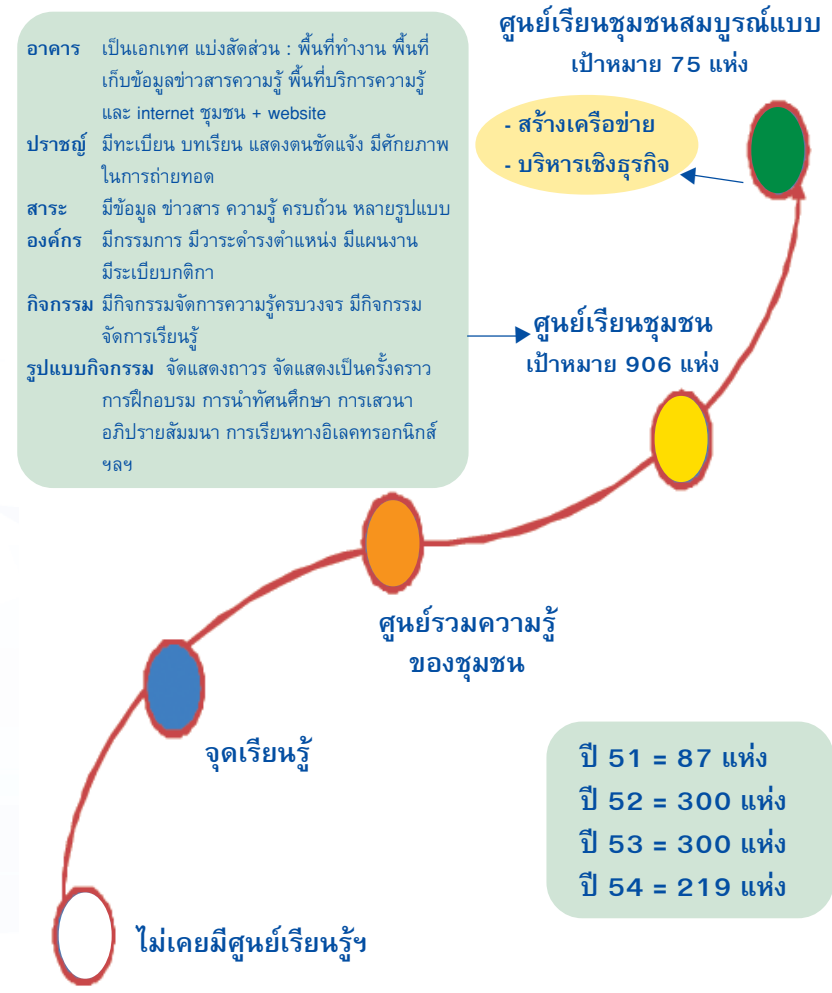 ศูนย์เรียนชุมชนสมบูรณ์แบบ
เป้าหมาย 75 แห่ง
- สร้างเครือข่าย
- บริหารเชิงธุรกิจ
อาคาร เป็นเอกเทศ แบ่งสัดส่วน : พื้นที่ทำงาน พื้นที่
เก็บข้อมูลข่าวสารความรู้ พื้นที่บริการความรู้
และ internet ชุมชน + website
ปราชญ์ มีทะเบียน บทเรียน แสดงตนชัดแจ้ง มีศักยภาพ
ในการถ่ายทอด
สาระ มีข้อมูล ข่าวสาร ความรู้ ครบถ้วน หลายรูปแบบ
องค์กร มีกรรมการ มีวาระดำรงตำแหน่ง มีแผนงาน
มีระเบียบกติกา
กิจกรรม มีกิจกรรมจัดการความรู้ครบวงจร มีกิจกรรม
จัดการเรียนรู้
รูปแบบกิจกรรม จัดแสดงถาวร จัดแสดงเป็นครั้งคราว
การฝึกอบรม การนำทัศนศึกษา การเสวนา
อภิปรายสัมมนา การเรียนทางอิเลคทรอกนิกส์
ฯลฯ
ศูนย์เรียนชุมชน
เป้าหมาย 906 แห่ง
ศูนย์รวมความรู้
ของชุมชน
จุดเรียนรู้
ไม่เคยมีศูนย์เรียนรู้ฯ
ปี 51 = 87 แห่ง
ปี 52 = 300 แห่ง
ปี 53 = 300 แห่ง
ปี 54 = 219 แห่ง